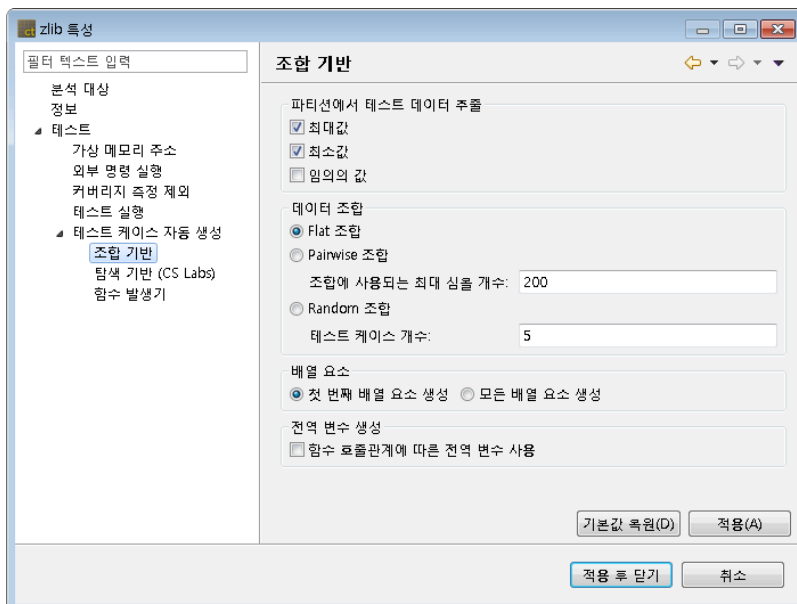 ct zlib 특성
필터 텍스트 입력
분석 대상
정보
테스트
가상 메모리 주소
외부 명령 실행
커버리지 측정 제외
테스트 실행
테스트 케이스 자동 생성
조합 기반
탐색 기반 (CS Labs)
함수 발생기
조합 기반
파티션에서 테스트 데이터 추출
최대값
최소값
임의의 값
데이터 조합
Flat 조합
Pairwise 조합
조합에 사용되는 최대 심볼 개수: 200
Random 조합
테스트 케이스 개수: 5
배열 요소
첫 번째 배열 요소 생성 모든 배열 요소 생성
전역 변수 생성
함수 호출관계에 따른 전역 변수 사용
기본값 복원(D) 적용(A)
적용 후 닫기 취소